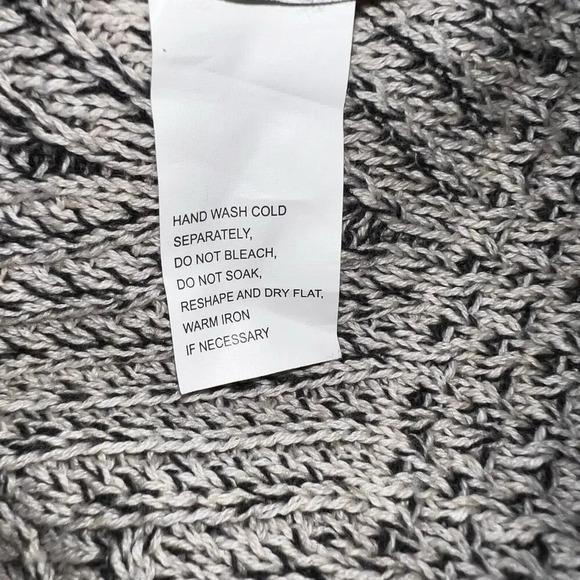 HAND WASH COLD
SEPARATELY,
DO NOT BLEACH,
DO NOT SOAK,
RESHAPE AND DRY FLAT,
WARM IRON
IF NECESSARY